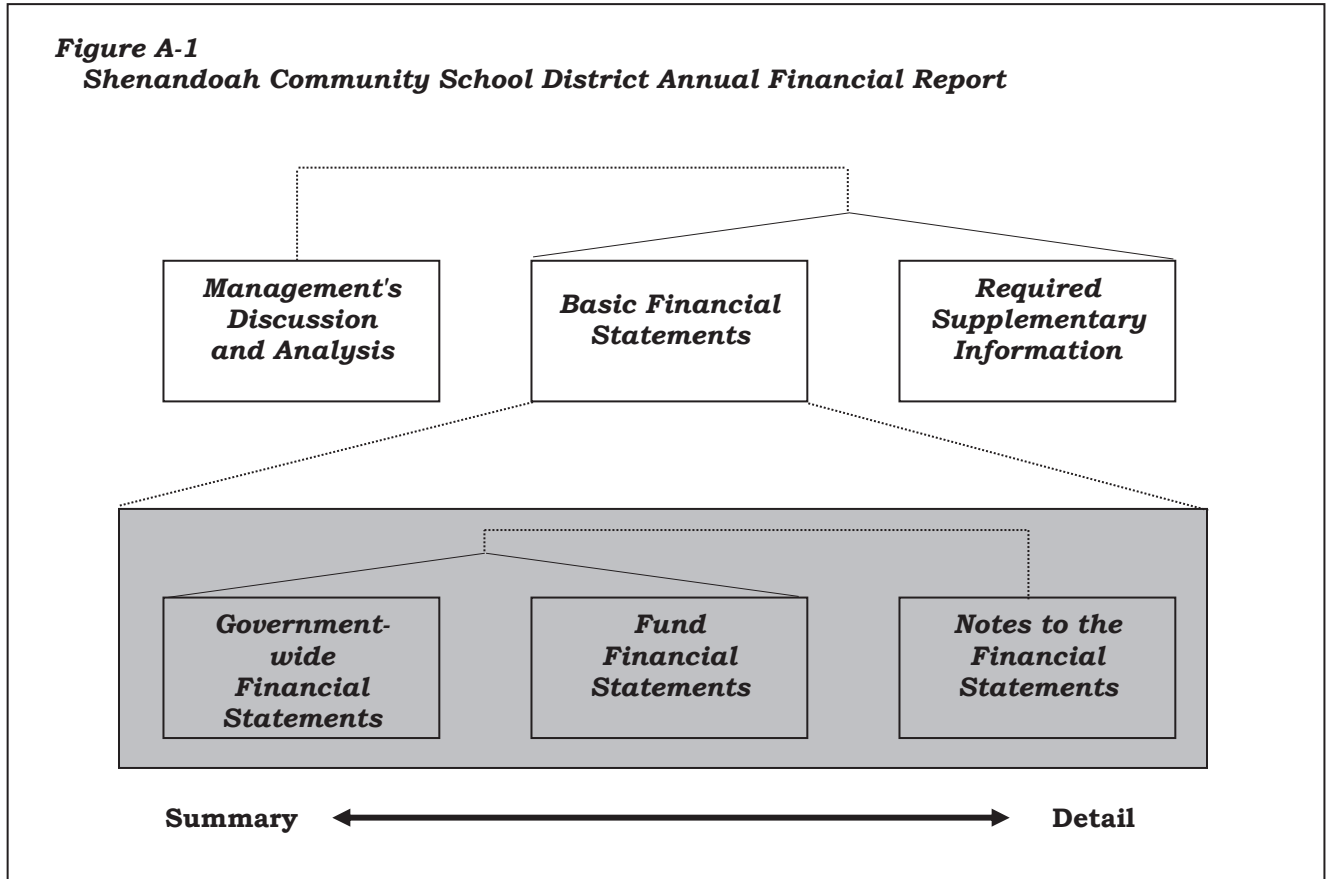 Figure A-1
Shenandoah Community School District Annual Financial Report
Management's
Discussion
and Analysis
Basic Financial
Statements
Required
Supplementary
Information
Government-
wide
Financial
Statements
Fund
Financial
Statements
Notes to the
Financial
Statements
Summary
Detail